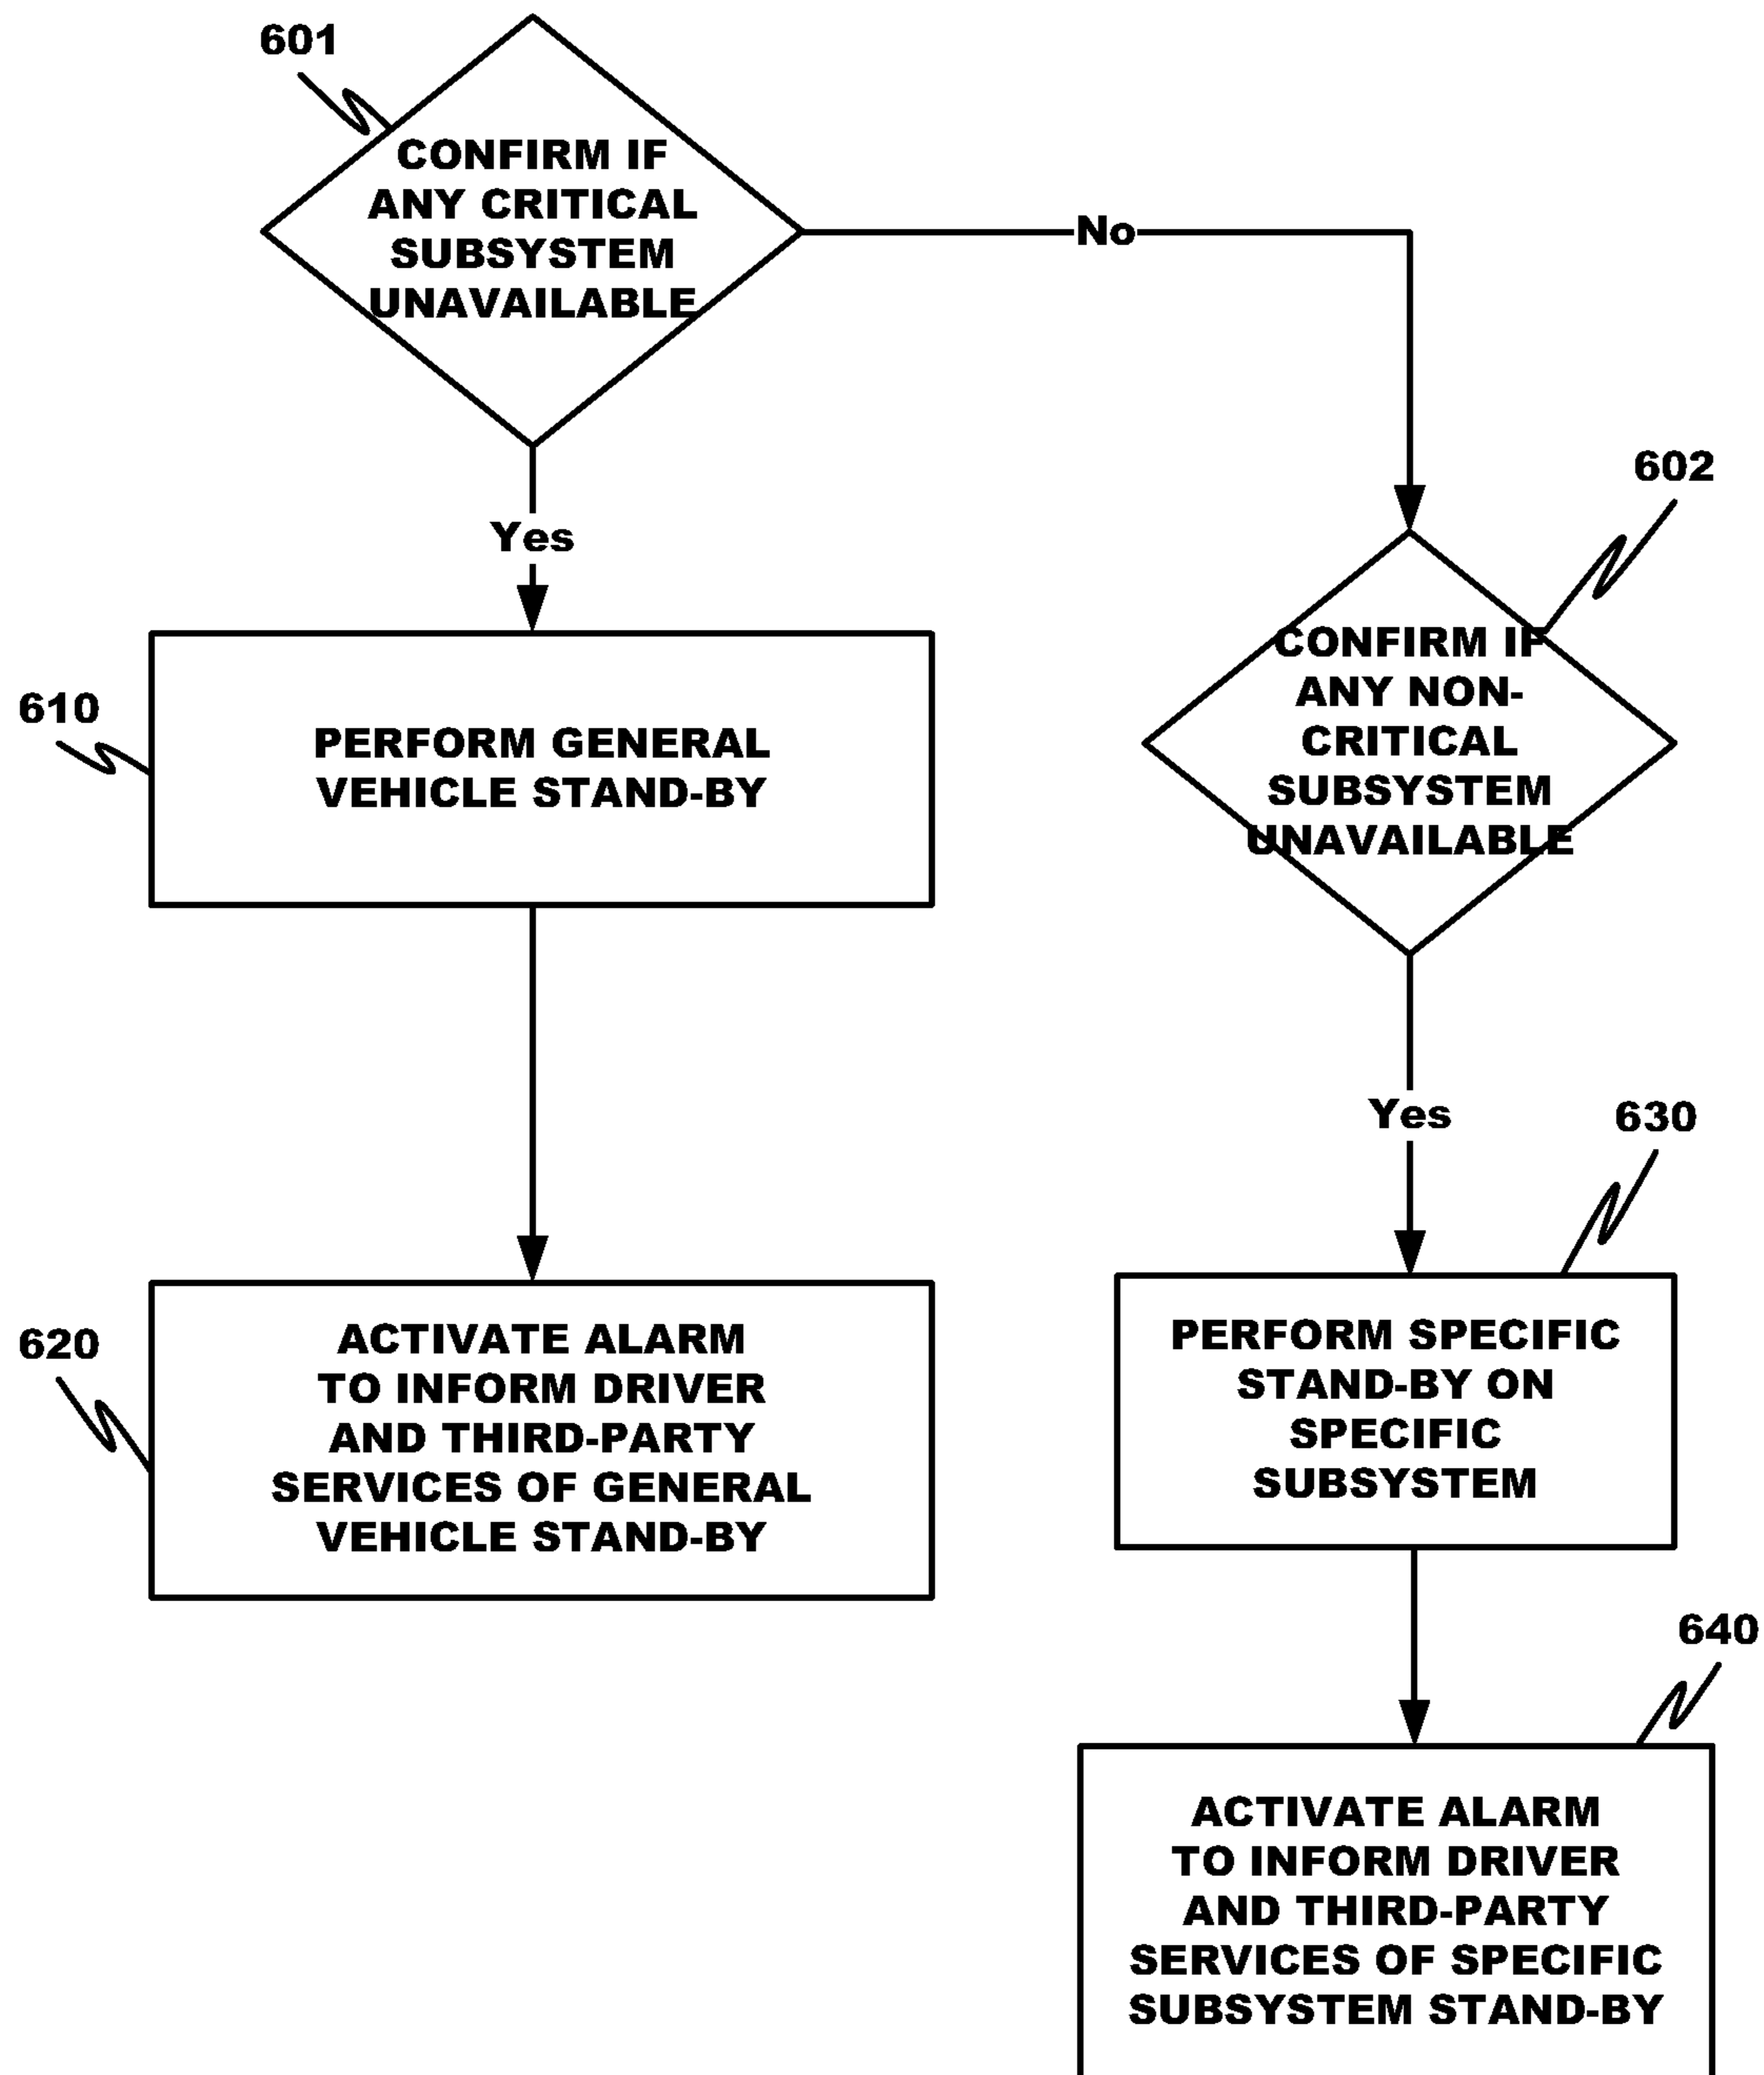 601
CONFIRM IF
ANY CRITICAL
SUBSYSTEM
UNAVAILABLE
No
Yes
602
CONFIRM IF
ANY NON-
CRITICAL
SUBSYSTEM
UNAVAILABLE
610
PERFORM GENERAL
VEHICLE STAND-BY
Yes
630
620
ACTIVATE ALARM
TO INFORM DRIVER
AND THIRD-PARTY
SERVICES OF GENERAL
VEHICLE STAND-BY
PERFORM SPECIFIC
STAND-BY ON
SPECIFIC
SUBSYSTEM
640
ACTIVATE ALARM
TO INFORM DRIVER
AND THIRD-PARTY
SERVICES OF SPECIFIC
SUBSYSTEM STAND-BY